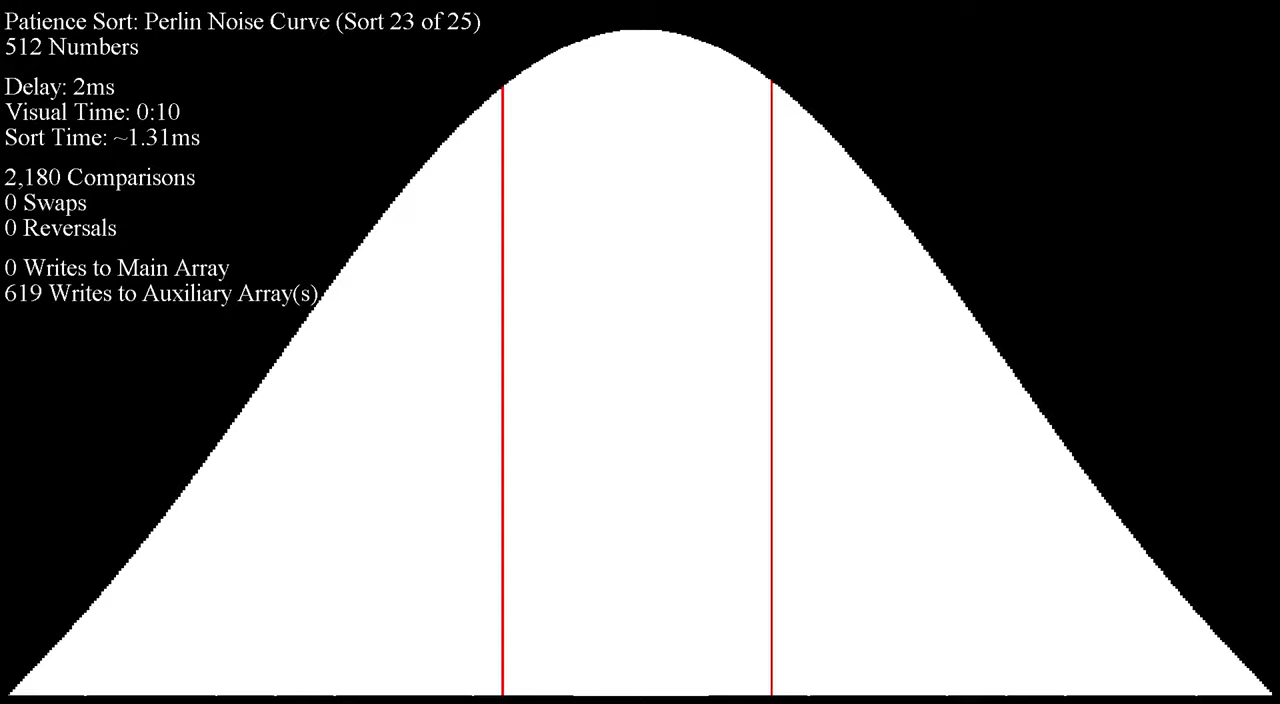 Patience Sort: Perlin Noise Curve (Sort 23 of 25)
512 Numbers
Delay: 2ms
Visual Time: 0:10
Sort Time: ~1.31ms
2,180 Comparisons
0 Swaps
0 Reversals
0 Writes to Main Array
619 Writes to Auxiliary Array(s)